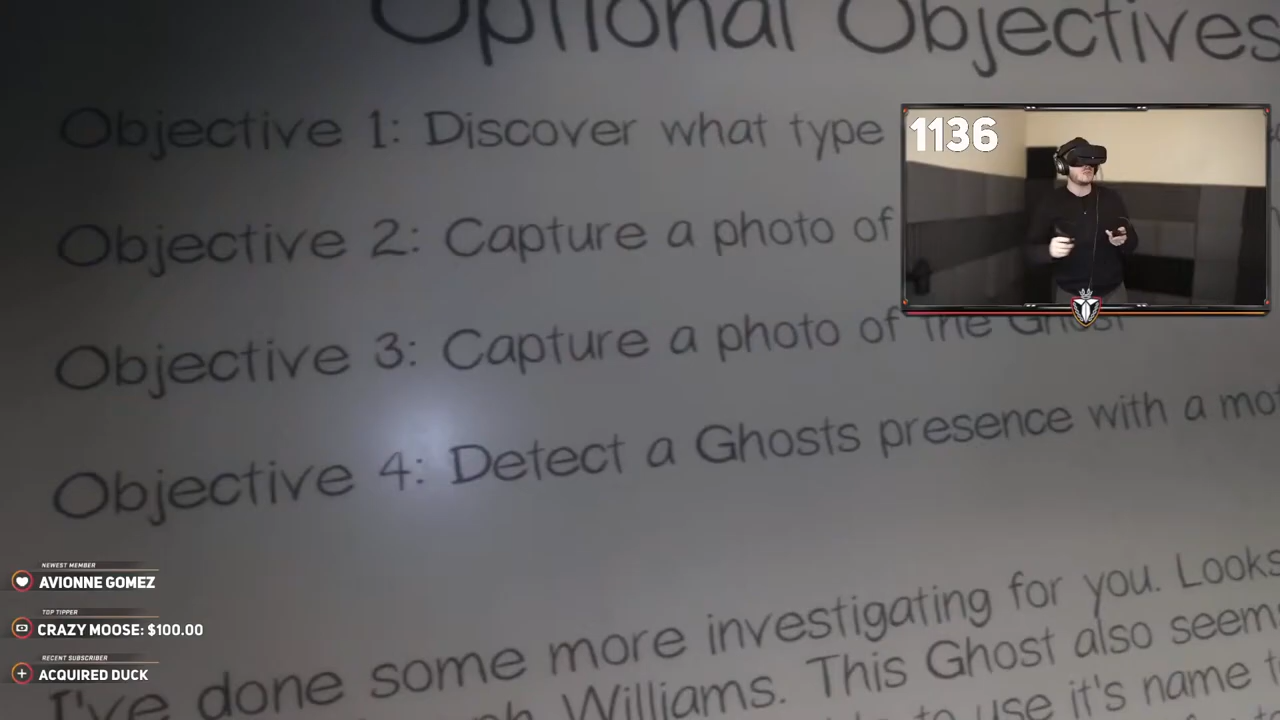 Optional Objectives
Objective 1: Discover what type
1136
Objective 2: Capture a photo of
Objective 3: Capture a photo of the Ghost
Objective 4: Detect a Ghosts presence with a
NEWEST MEMBER
AVIONNE GOMEZ
TOP TIPPER
CRAZY MOOSE: $100.00
RECENT SUBSCRIBER
ACQUIRED DUCK
I've done some more investigating for you. Looks
Williams. This Ghost also
to use it's name